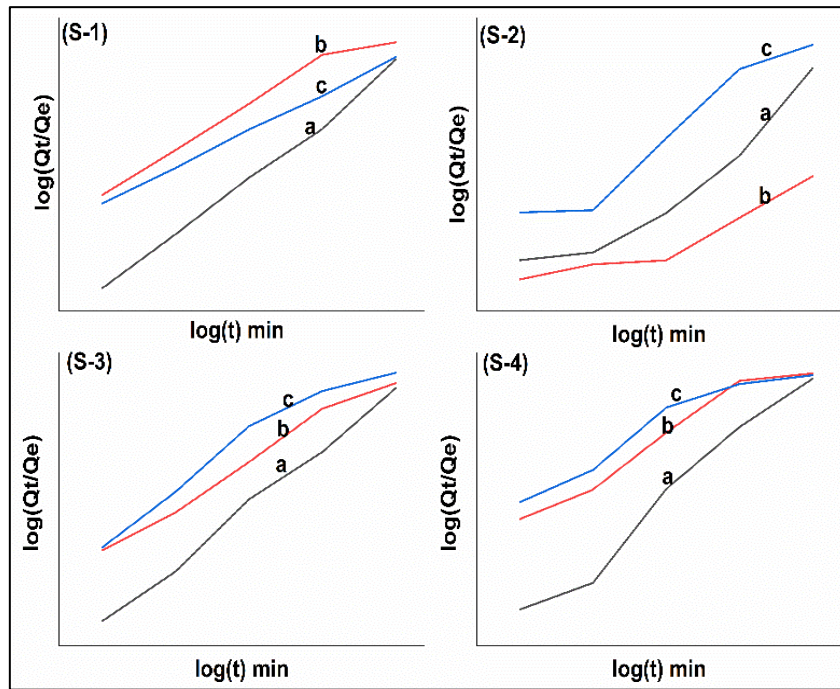 (S-1)
b
c
a
log(Qt/Qe)
log(t) min
(S-2)
c
a
b
log(Qt/Qe)
log(t) min
(S-3)
c
b
a
log(Qt/Qe)
log(t) min
(S-4)
c
b
a
log(Qt/Qe)
log(t) min